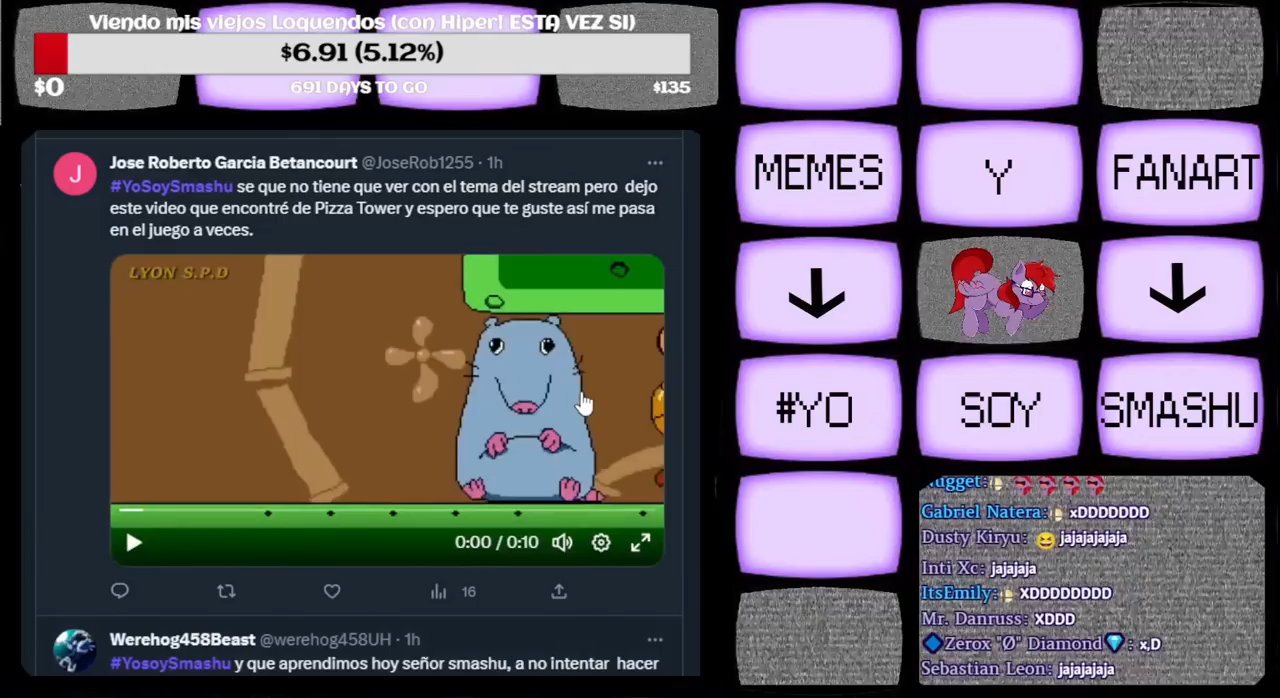 Viendo mis viejos Loquendos (con Hiper! ESTA VEZ SI)
$6.91 (5.12%)
$0
691 DAYS TO GO
$135
Jose Roberto Garcia Betancourt @JoseRob1255 · 1h
#YoSoySmashu se que no tiene que ver con el tema del stream pero dejo
este video que encontré de Pizza Tower y espero que te guste así me pasa
en el juego a veces.
LYON S.P.D
0:00 / 0:10
16
Werehog458Beast @werehog458UH · 1h
#YosoySmashu y que aprendimos hoy señor smashu, a no intentar hacer
MEMES Y FANART
#YO SOY SMASHU
Nugget:
Gabriel Natera: xDDDDDDD
Dusty Kiryu: jajajajajaja
Inti Xc: jajajaja
ItsEmily: XDDDDDDDD
Mr. Danruss: XDDD
Zerox "Ø" Diamond: x,D
Sebastian Leon: jajajajaja